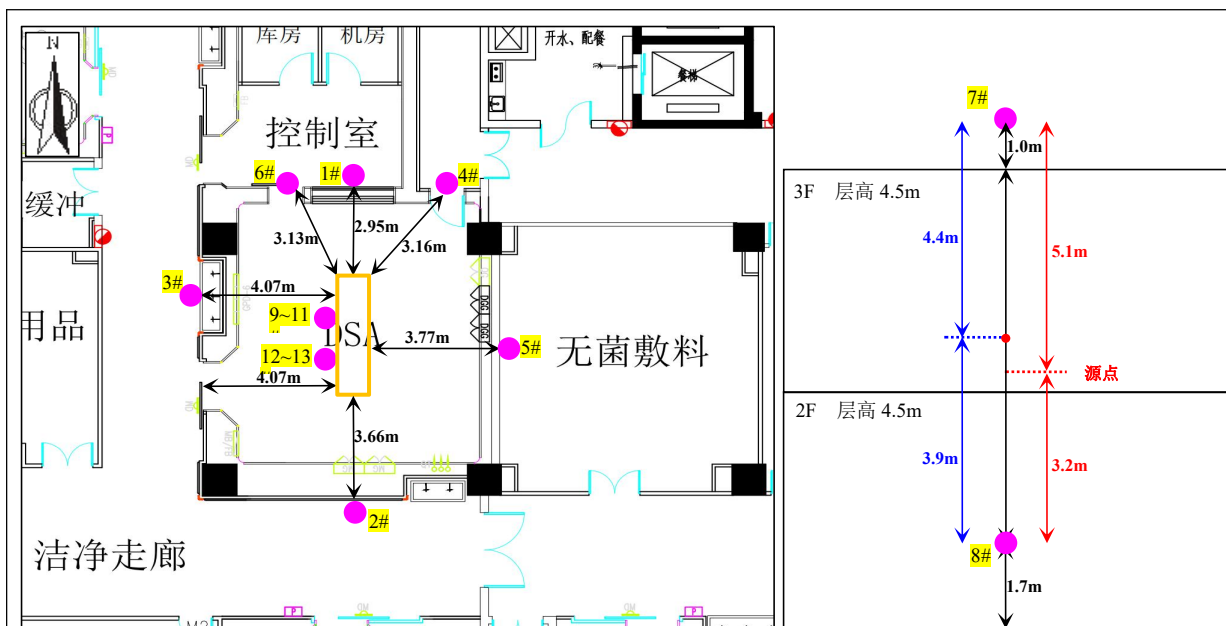 N
库房
机房
开水、配餐
餐梯
控制室
6#
1#
4#
缓冲
2.95m
3.13m
3.16m
3#
4.07m
9~11
DSA
用品
3.77m
5#
无菌敷料
12~13
4.07m
3.66m
2#
洁净走廊
P
P
P
7#
1.0m
3F 层高 4.5m
4.4m
5.1m
源点
2F 层高 4.5m
3.9m
3.2m
8#
1.7m